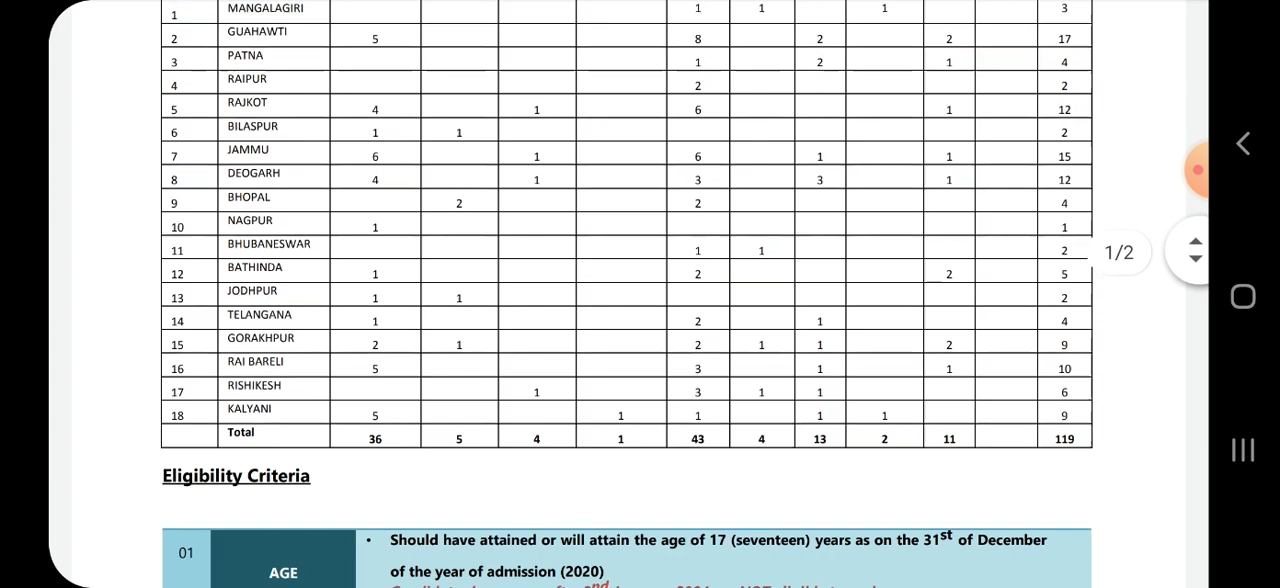 1 MANGALAGIRI 1 1 1 3
2 GUAHAWTI 5 8 2 2 17
3 PATNA 1 2 1 4
4 RAIPUR 2 2
5 RAJKOT 4 1 6 1 12
6 BILASPUR 1 1 2
7 JAMMU 6 1 6 1 1 15
8 DEOGARH 4 1 3 3 1 12
9 BHOPAL 2 2 4
10 NAGPUR 1 1
11 BHUBANESWAR 1 1 2
12 BATHINDA 1 2 2 5
13 JODHPUR 1 1 2
14 TELANGANA 1 2 1 4
15 GORAKHPUR 2 1 2 1 1 2 9
16 RAI BARELI 5 3 1 1 10
17 RISHIKESH 1 3 1 1 6
18 KALYANI 5 1 1 1 1 9
Total 36 5 4 1 43 4 13 2 11 119
1/2
Eligibility Criteria
01 AGE
• Should have attained or will attain the age of 17 (seventeen) years as on the 31st of December
of the year of admission (2020)